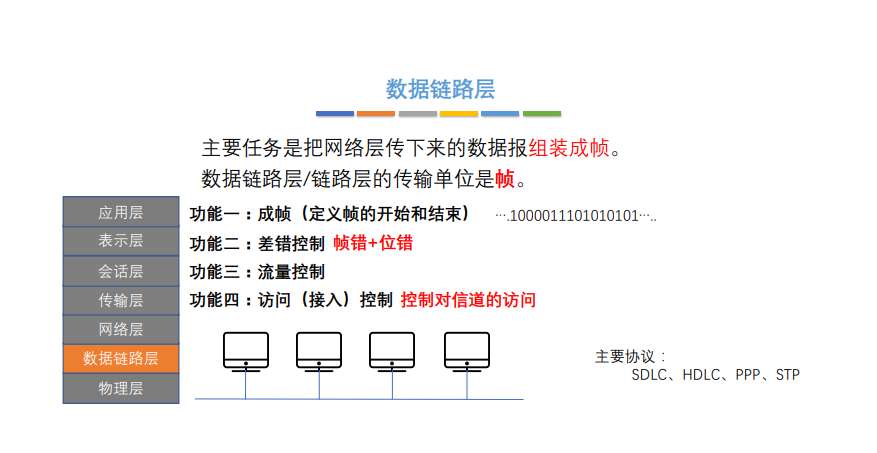 数据链路层
主要任务是把网络层传下来的数据报组装成帧。
数据链路层/链路层的传输单位是帧。
应用层
表示层
会话层
传输层
网络层
数据链路层
物理层
功能一：成帧（定义帧的开始和结束） ….1000011101010101…..
功能二：差错控制 帧错+位错
功能三：流量控制
功能四：访问（接入）控制 控制对信道的访问
主要协议：
SDLC、HDLC、PPP、STP